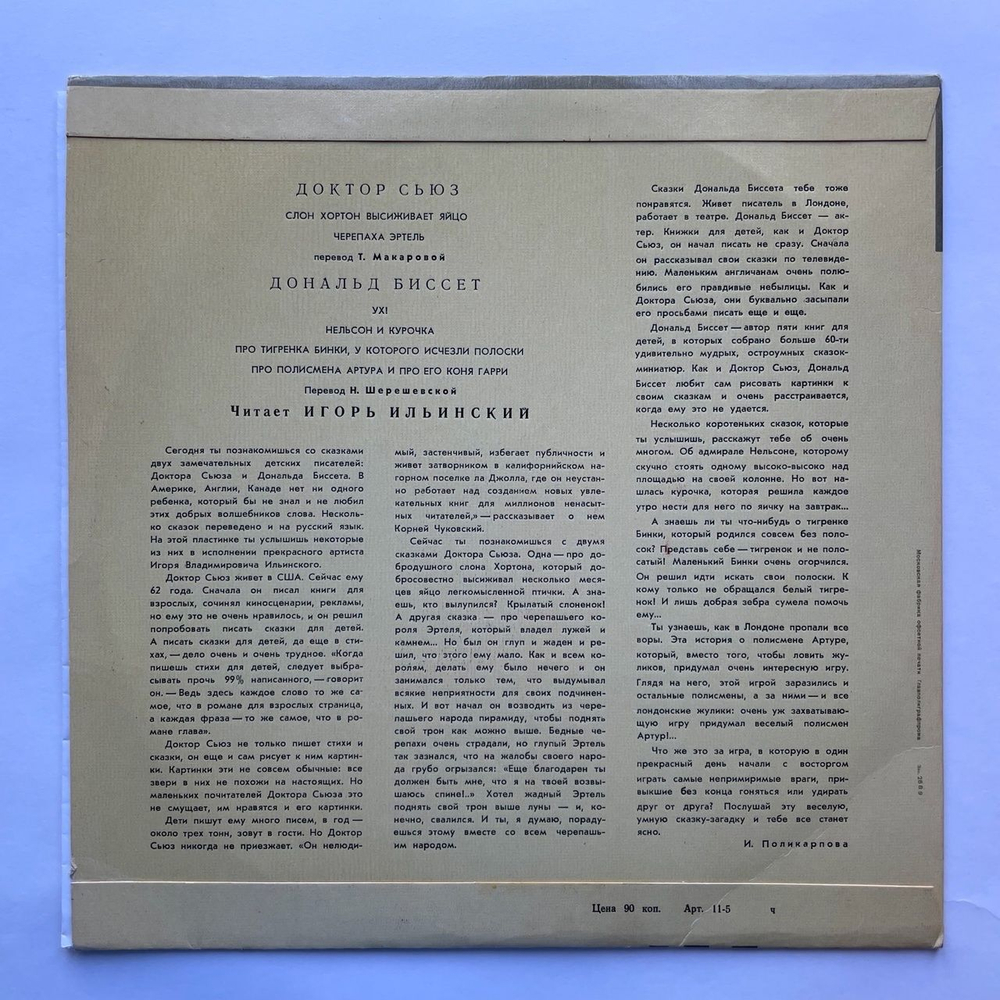 ДОКТОР СЬЮЗ
СЛОН ХОРТОН ВЫСИЖИВАЕТ ЯЙЦО
ЧЕРЕПАХА ЭРТЕЛЬ
перевод Т. Макаровой
ДОНАЛЬД БИССЕТ
УХ!
НЕЛЬСОН И КУРОЧКА
ПРО ТИГРЕНКА БИНКИ, У КОТОРОГО ИСЧЕЗЛИ ПОЛОСКИ
ПРО ПОЛИСМЕНА АРТУРА И ПРО ЕГО КОНЯ ГАРРИ
Перевод Н. Шерешевской
Читает ИГОРЬ ИЛЬИНСКИЙ
Сегодня ты познакомишься со сказками
двух замечательных детских писателей:
Доктора Сьюза и Дональда Биссета. В
Америке, Англии, Канаде нет ни одного
ребенка, который бы не знал и не любил
этих добрых волшебников слова. Несколь-
ко сказок переведено и на русский язык.
На этой пластинке ты услышишь некоторые
из них в исполнении прекрасного артиста
Игоря Владимировича Ильинского.
Доктор Сьюз живет в США. Сейчас ему
62 года. Сначала он писал книги для
взрослых, сочинял киносценарии, рекламы,
но ему это не очень нравилось, и он решил
попробовать писать сказки для детей.
А писать сказки для детей, да еще в сти-
хах, — дело очень и очень трудное. «Когда
пишешь стихи для детей, следует выбра-
сывать прочь 99% написанного, — говорит
он. — Ведь здесь каждое слово то же са-
мое, что в романе для взрослых страница,
а каждая фраза — то же самое, что в ро-
мане глава».
Доктор Сьюз не только пишет стихи и
сказки, он еще и сам рисует к ним картин-
ки. Картинки эти не совсем обычные: все
звери в них не похожи на настоящих. Но
маленьких почитателей Доктора Сьюза это
не смущает, им нравятся и его картинки.
Дети пишут ему много писем, в год —
около трех тонн, зовут в гости. Но Доктор
Сьюз никогда не приезжает. «Он нелюди-
мый, застенчивый, избегает публичности и
живет затворником в калифорнийском на-
горном поселке ла Джолла, где он неустан-
но работает над созданием новых увле-
кательных книг для миллионов ненасыт-
ных читателей,» — рассказывает о нем
Корней Чуковский.
Сейчас ты познакомишься с двумя
сказками Доктора Сьюза. Одна — про до-
бродушного слона Хортона, который до-
бросовестно высиживал несколько меся-
цев яйцо легкомысленной птички. А зна-
ешь, кто вылупился? Крылатый слоненок!
А другая сказка — про черепашьего ко-
роля Эртеля, который владел лужей и
камнем... Но был он глуп и жаден и ре-
шил, что этого ему мало. Как и всем ко-
ролям, делать ему было нечего и он
занимался только тем, что выдумывал
всякие неприятности для своих подчинен-
ных. И вот начал он возводить из чере-
пашьего народа пирамиду, чтобы поднять
свой трон как можно выше. Бедные че-
репахи очень страдали, но глупый Эртель
так зазнался, что на жалобы своего наро-
да грубо огрызался: «Еще благодарен ты
должен быть мне, что я на твоей возвы-
шаюсь спине!..» Хотел жадный Эртель
поднять свой трон выше луны — и, ко-
нечно, свалился. И ты, я думаю, пораду-
ешься этому вместе со всем черепашь-
им народом.
Сказки Дональда Биссета тебе тоже
понравятся. Живет писатель в Лондоне,
работает в театре. Дональд Биссет — ак-
тер. Книжки для детей, как и Доктор
Сьюз, он начал писать не сразу. Сначала
он рассказывал свои сказки по телевиде-
нию. Маленьким англичанам очень полю-
бились его правдивые небылицы. Как и
Доктора Сьюза, они буквально засыпали
его просьбами писать еще и еще.
Дональд Биссет — автор пяти книг для
детей, в которых собрано больше 60-ти
удивительно мудрых, остроумных сказок-
миниатюр. Как и Доктор Сьюз, Дональд
Биссет любит сам рисовать картинки к
своим сказкам и очень расстраивается,
когда ему это не удается.
Несколько коротеньких сказок, которые
ты услышишь, расскажут тебе об очень
многом. Об адмирале Нельсоне, которому
скучно стоять одному высоко-высоко над
площадью на своей колонне. Но вот на-
шлась курочка, которая решила каждое
утро нести для него по яичку на завтрак...
А знаешь ли ты что-нибудь о тигренке
Бинки, который родился совсем без поло-
сок? Представь себе — тигренок и не поло-
сатый! Маленький Бинки очень огорчился.
Он решил идти искать свои полоски. К
кому только не обращался белый тигре-
нок! И лишь добрая зебра сумела помочь
ему...
Ты узнаешь, как в Лондоне пропали все
воры. Эта история о полисмене Артуре,
который, вместо того, чтобы ловить жу-
ликов, придумал очень интересную игру.
Глядя на него, этой игрой заразились и
остальные полисмены, а за ними — и все
лондонские жулики: очень уж захватываю-
щую игру придумал веселый полисмен
Артур!...
Что же это за игра, в которую в один
прекрасный день начали с восторгом
играть самые непримиримые враги, при-
выкшие без конца гоняться или удирать
друг от друга? Послушай эту веселую,
умную сказку-загадку и тебе все станет
ясно.
И. Поликарпова
Московская фабрика офсетной печати Главполиграфпрома
Цена 90 коп. Арт. 11-5 ч